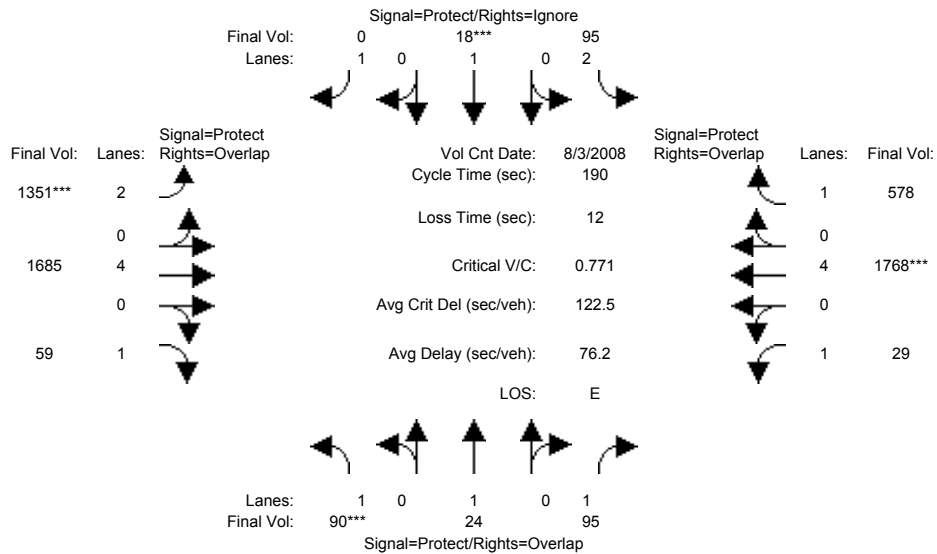 Signal=Protect/Rights=Ignore
Final Vol: 0 18*** 95
Lanes: 1 0 1 0 2
Signal=Protect
Final Vol: Lanes: Rights=Overlap
Vol Cnt Date: 8/3/2008
Signal=Protect
Rights=Overlap Lanes: Final Vol:
Cycle Time (sec): 190
1351*** 2
1 578
Loss Time (sec): 12
0
0
1685 4
Critical V/C: 0.771
4 1768***
0
Avg Crit Del (sec/veh): 122.5
0
59 1
Avg Delay (sec/veh): 76.2
1 29
LOS: E
Lanes: 1 0 1 0 1
Final Vol: 90*** 24 95
Signal=Protect/Rights=Overlap